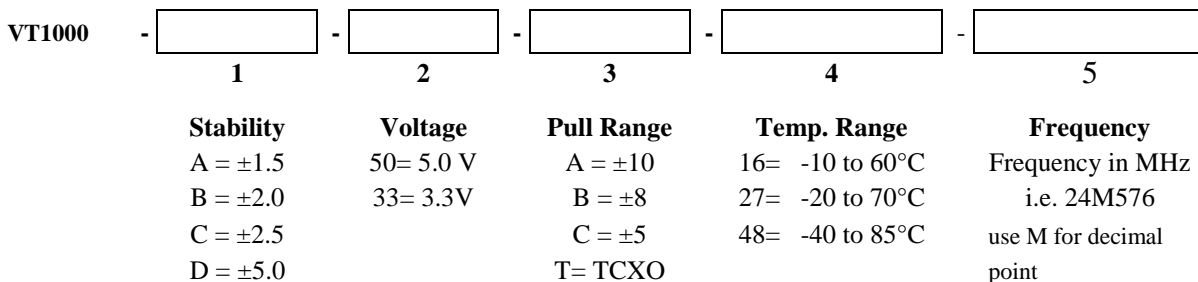 VT1000 - - - - -
1 2 3 4 5
Stability Voltage Pull Range Temp. Range Frequency
A = ±1.5 50= 5.0 V A = ±10 16= -10 to 60°C Frequency in MHz
B = ±2.0 33= 3.3V B = ±8 27= -20 to 70°C i.e. 24M576
C = ±2.5 C = ±5 48= -40 to 85°C use M for decimal
D = ±5.0 T= TCXO point